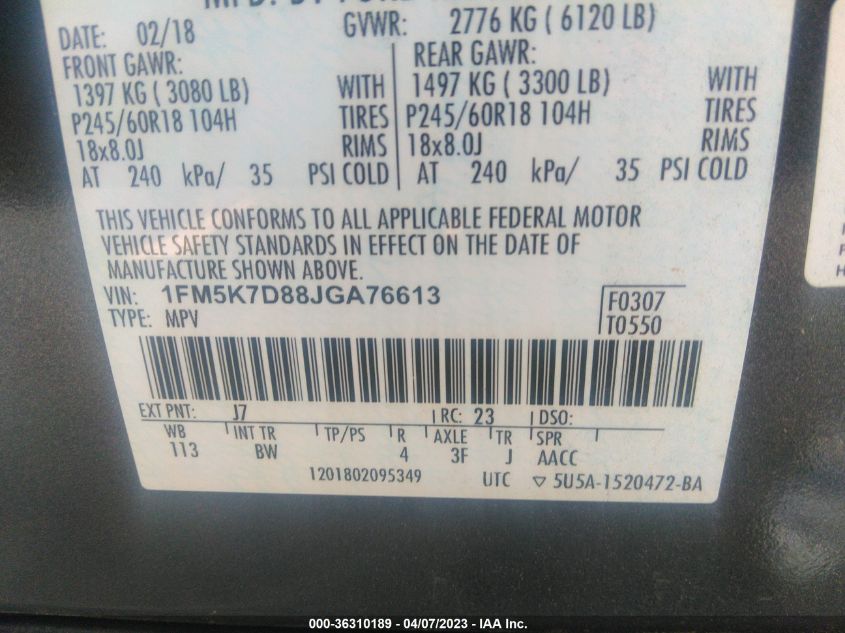 MFD. BY FORD
DATE: 02/18 GVWR: 2776 KG ( 6120 LB)
FRONT GAWR: REAR GAWR:
1397 KG ( 3080 LB) WITH 1497 KG ( 3300 LB) WITH
P245/60R18 104H TIRES P245/60R18 104H TIRES
18x8.0J RIMS 18x8.0J RIMS
AT 240 kPa/ 35 PSI COLD AT 240 kPa/ 35 PSI COLD
THIS VEHICLE CONFORMS TO ALL APPLICABLE FEDERAL MOTOR
VEHICLE SAFETY STANDARDS IN EFFECT ON THE DATE OF
MANUFACTURE SHOWN ABOVE.
VIN: 1FM5K7D88JGA76613 F0307
TYPE: MPV T0550
EXT PNT: J7 RC: 23 DSO:
WB INT TR TP/PS R AXLE TR SPR
113 BW 4 3F J AACC
1201802095349 UTC ▽ 5U5A-1520472-BA
000-36310189 - 04/07/2023 - IAA Inc.